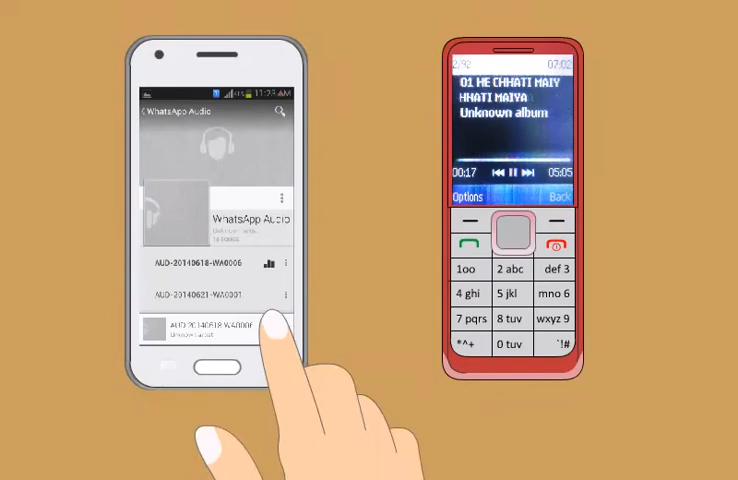 11:23 AM
WhatsApp Audio
WhatsApp Audio
AUD-20140618-WA0006
AUD-20140621-WA0001
AUD 20140618 WA0006
Unknown artist
2/92 07:02
01 HE CHHATI MAIY
HHATI MAIYA
Unknown album
00:17 05:05
Options Back
1oo 2 abc def 3
4 ghi 5 jkl mno 6
7 pqrs 8 tuv wxyz 9
*^+ 0 tuv `!#